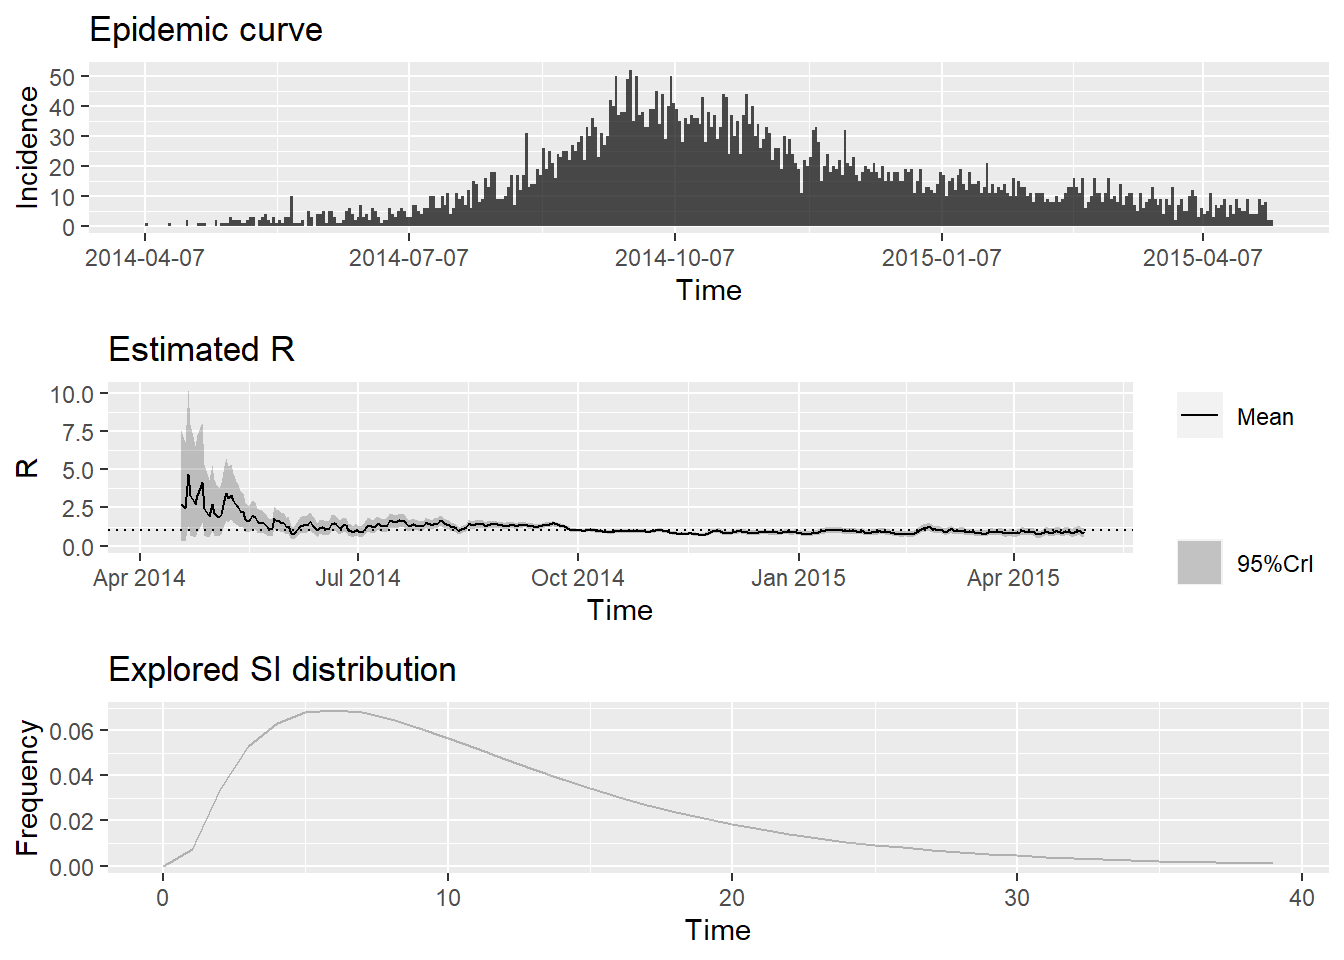 Epidemic curve
Incidence
50
40
30
20
10
0
2014-04-07 2014-07-07 2014-10-07 2015-01-07 2015-04-07
Time
Estimated R
R
10.0
7.5
5.0
2.5
0.0
Apr 2014 Jul 2014 Oct 2014 Jan 2015 Apr 2015
Time
Mean
95%CrI
Explored SI distribution
Frequency
0.06
0.04
0.02
0.00
0 10 20 30 40
Time